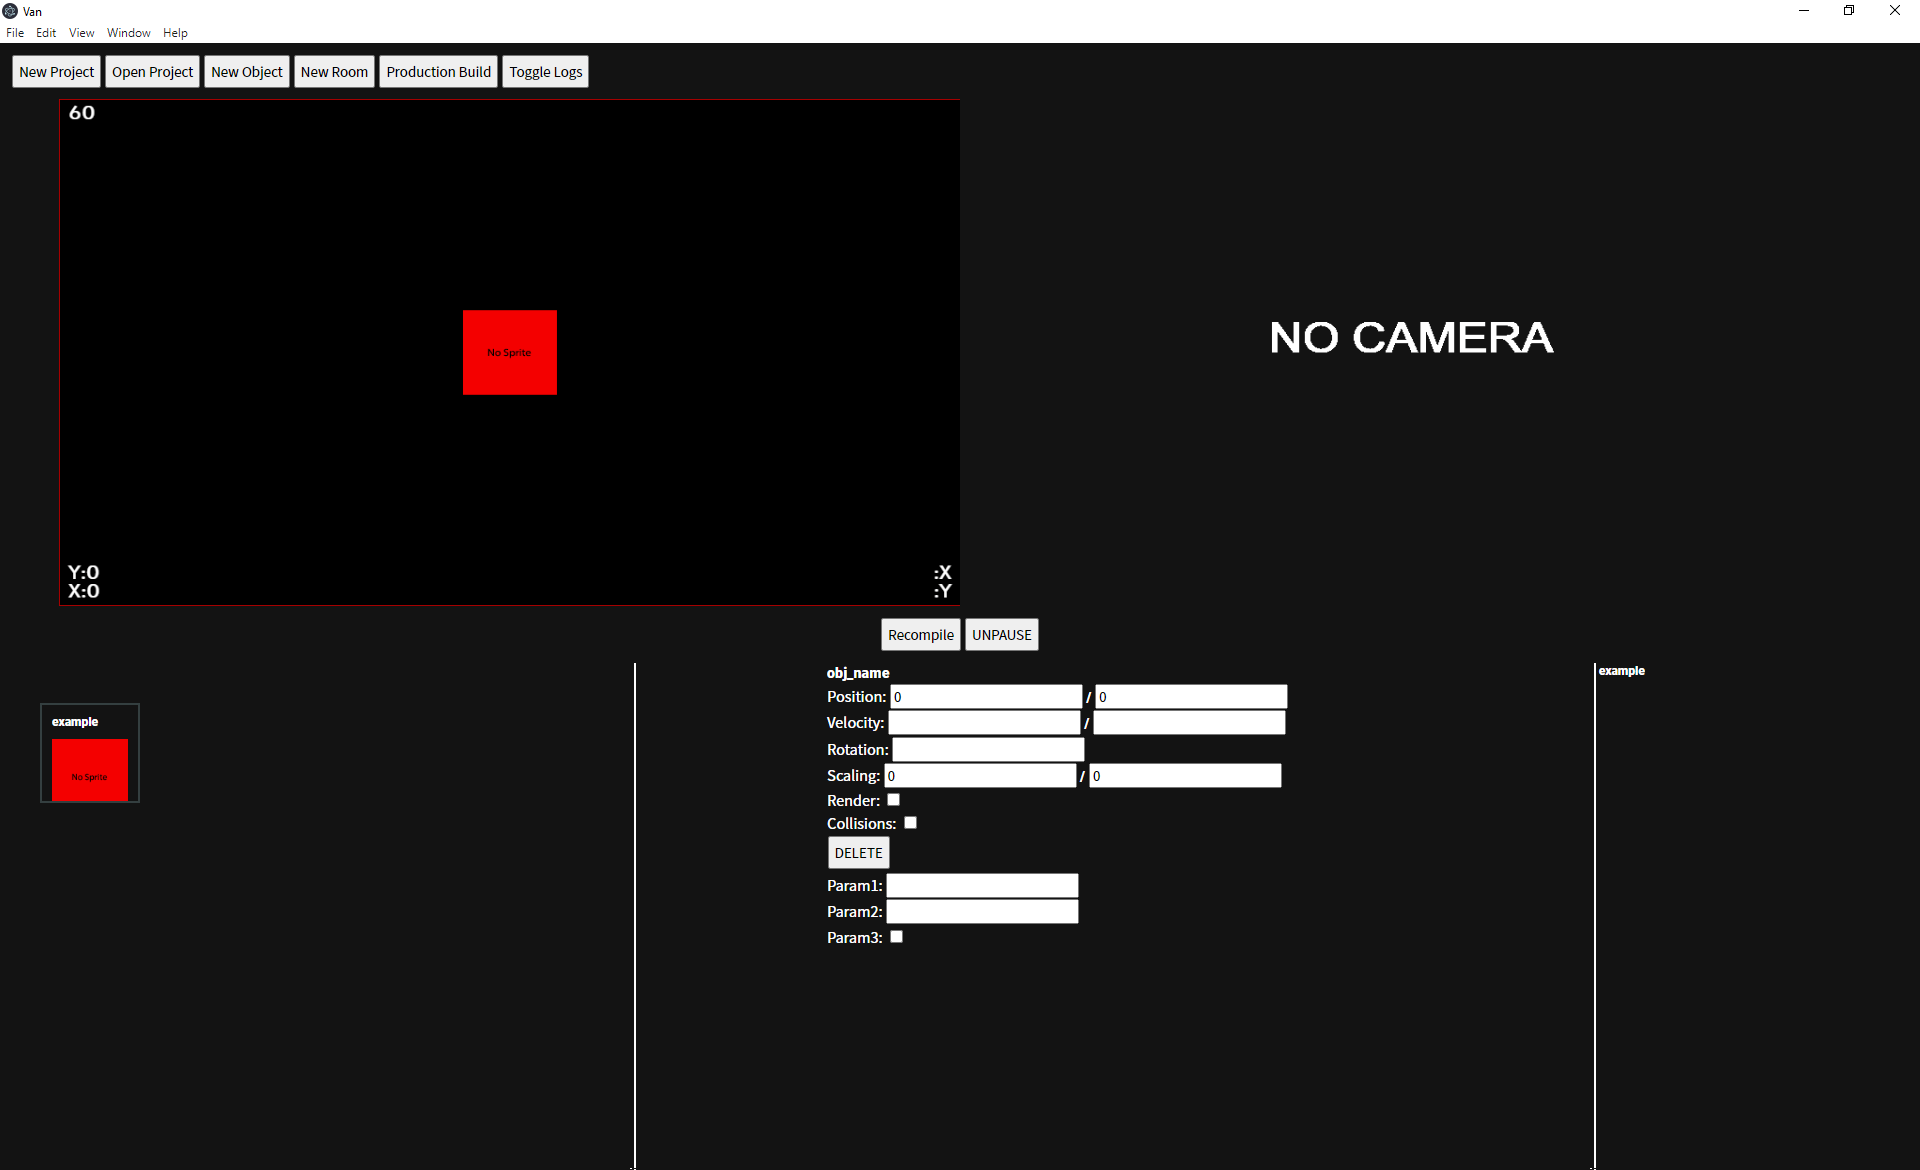 Van
File Edit View Window Help
New Project Open Project New Object New Room Production Build Toggle Logs
60
No Sprite
NO CAMERA
Y:0 :X
X:0 :Y
Recompile UNPAUSE
example
No Sprite
obj_name
Position: 0 / 0
Velocity: /
Rotation:
Scaling: 0 / 0
Render:
Collisions:
DELETE
Param1:
Param2:
Param3:
example